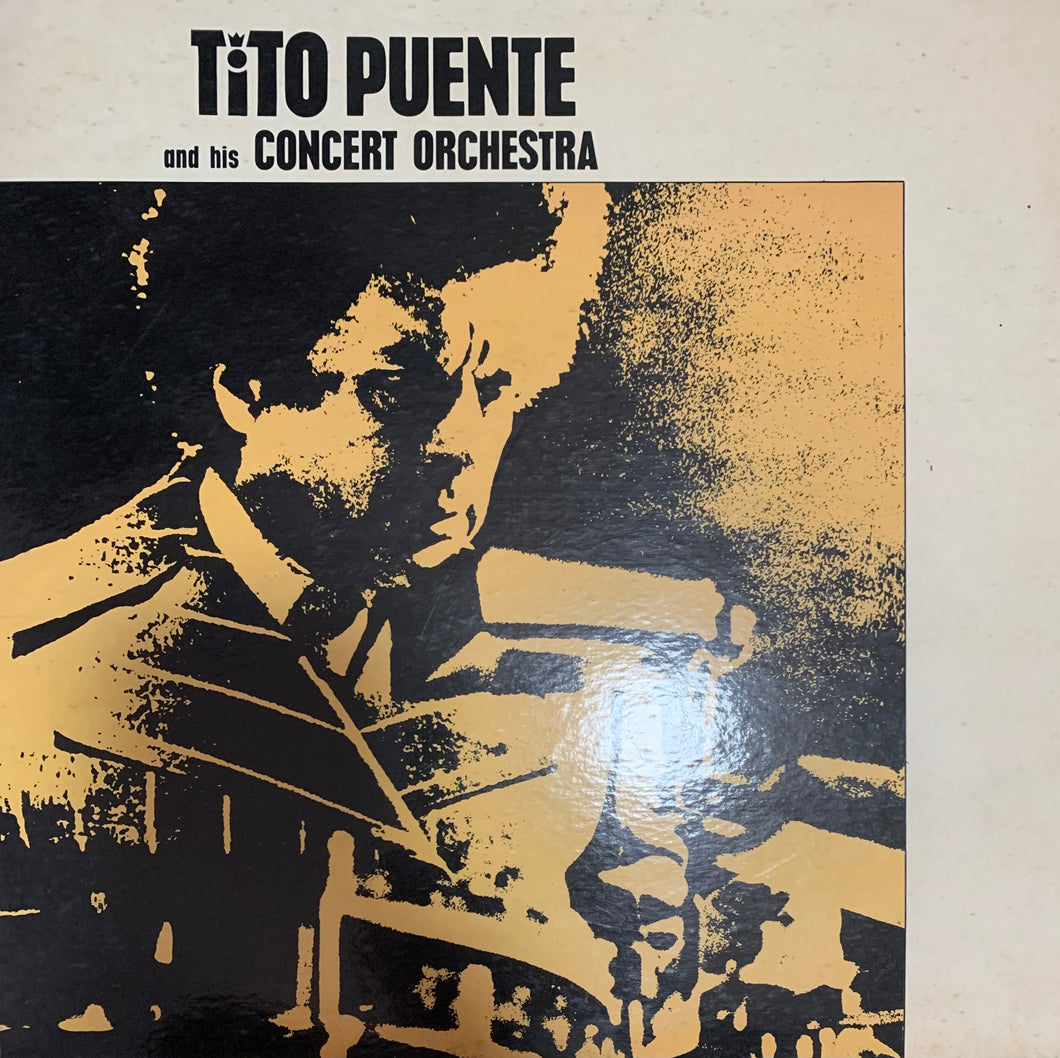 TiTO PUENTE
and his CONCERT ORCHESTRA